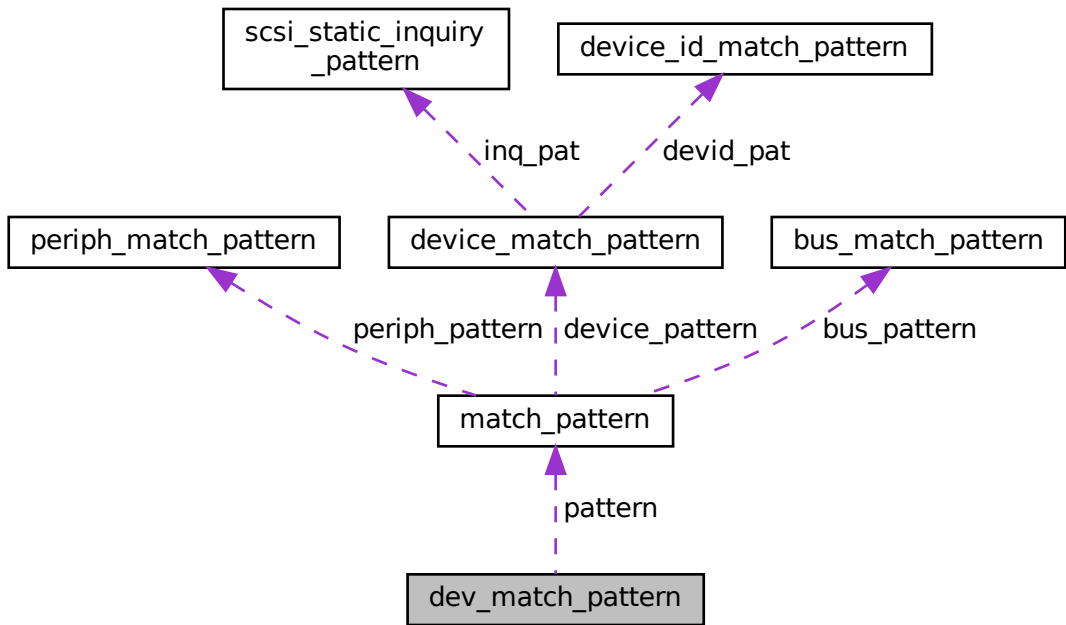 scsi_static_inquiry
_pattern
device_id_match_pattern
inq_pat
devid_pat
periph_match_pattern
device_match_pattern
bus_match_pattern
periph_pattern
device_pattern
bus_pattern
match_pattern
pattern
dev_match_pattern